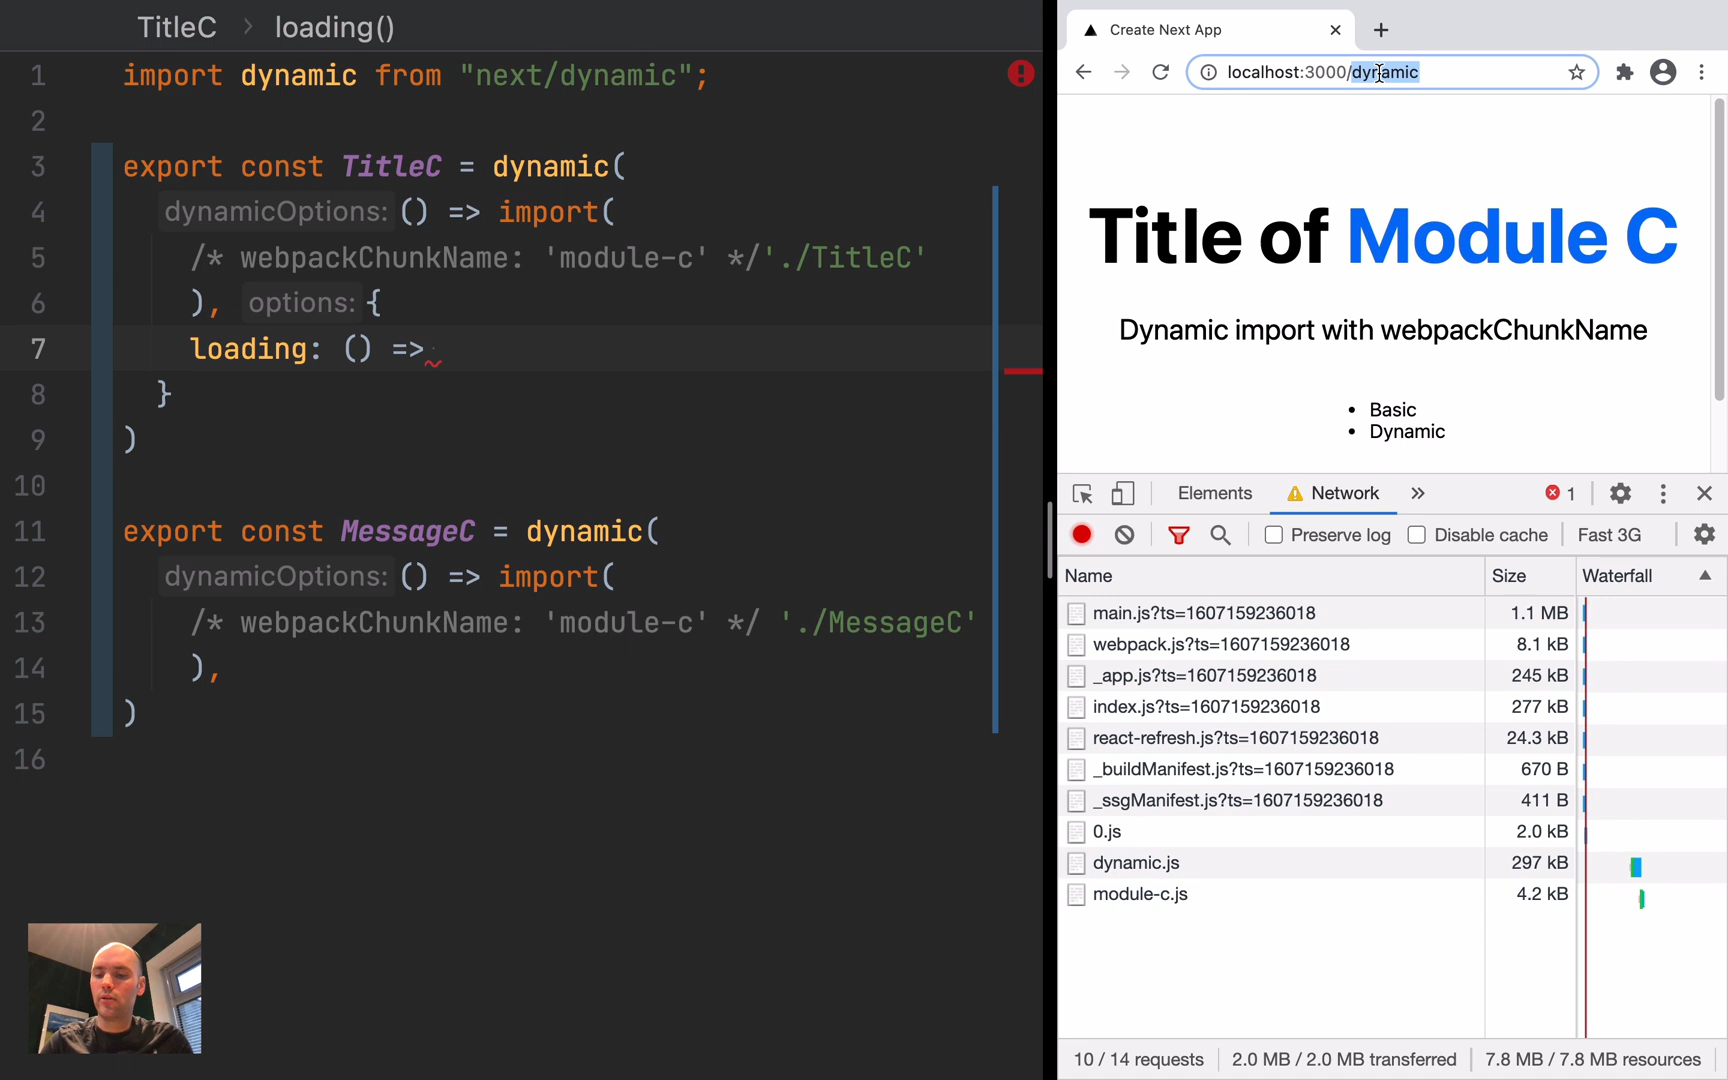 TitleC > loading()
1 import dynamic from "next/dynamic";
2
3 export const TitleC = dynamic(
4 dynamicOptions: () => import(
5 /* webpackChunkName: 'module-c' */'./TitleC'
6 ), options: {
7 loading: () =>
8 }
9 )
10
11 export const MessageC = dynamic(
12 dynamicOptions: () => import(
13 /* webpackChunkName: 'module-c' */ './MessageC'
14 ),
15 )
16
Create Next App
localhost:3000/dynamic
Title of Module C
Dynamic import with webpackChunkName
• Basic
• Dynamic
Elements Network » 1
Preserve log Disable cache Fast 3G
Name Size Waterfall
main.js?ts=1607159236018 1.1 MB
webpack.js?ts=1607159236018 8.1 kB
_app.js?ts=1607159236018 245 kB
index.js?ts=1607159236018 277 kB
react-refresh.js?ts=1607159236018 24.3 kB
_buildManifest.js?ts=1607159236018 670 B
_ssgManifest.js?ts=1607159236018 411 B
0.js 2.0 kB
dynamic.js 297 kB
module-c.js 4.2 kB
10 / 14 requests 2.0 MB / 2.0 MB transferred 7.8 MB / 7.8 MB resources